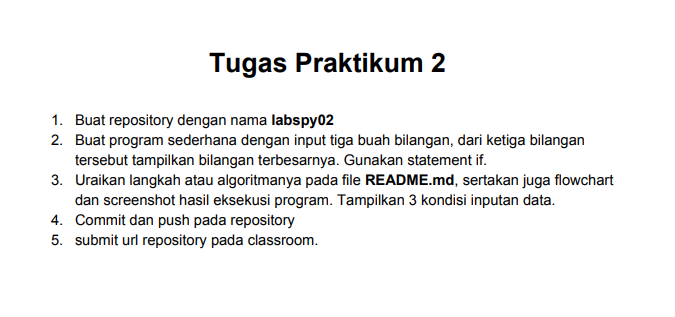 Tugas Praktikum 2
1. Buat repository dengan nama labspy02
2. Buat program sederhana dengan input tiga buah bilangan, dari ketiga bilangan
tersebut tampilkan bilangan terbesarnya. Gunakan statement if.
3. Uraikan langkah atau algoritmanya pada file README.md, sertakan juga flowchart
dan screenshot hasil eksekusi program. Tampilkan 3 kondisi inputan data.
4. Commit dan push pada repository
5. submit url repository pada classroom.